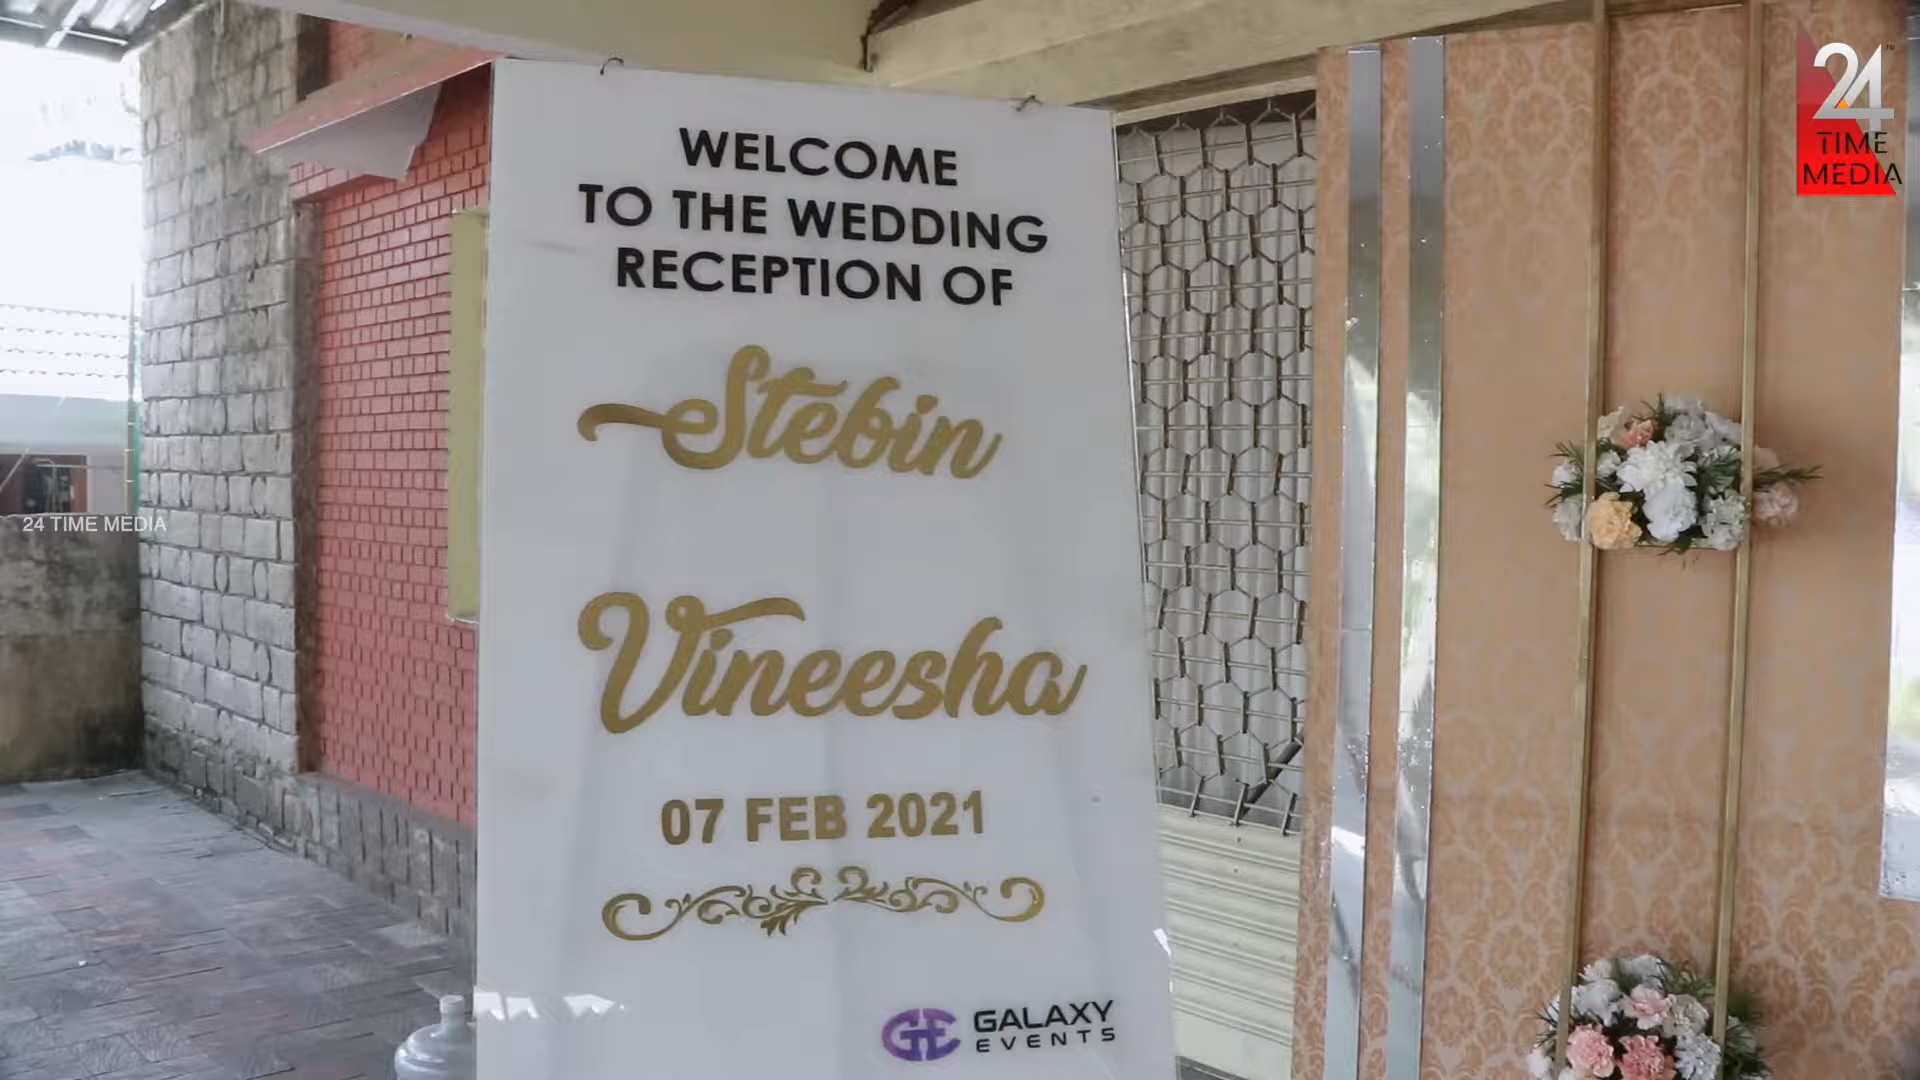 WELCOME
TO THE WEDDING
RECEPTION OF
Stebin
Vineesha
07 FEB 2021
GE GALAXY
EVENTS
24 TIME MEDIA
24
TIME
MEDIA